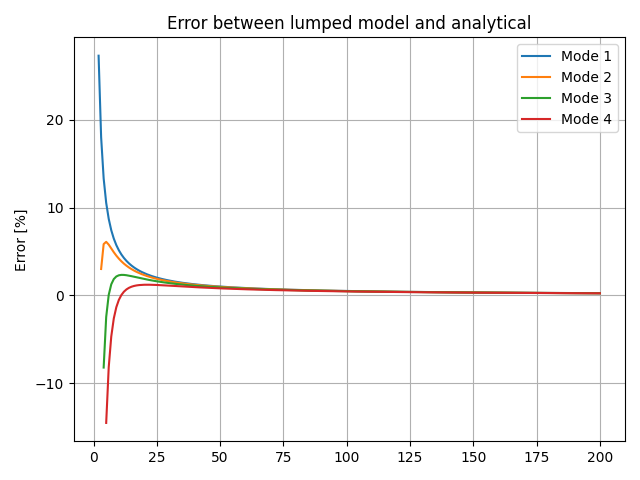 Error between lumped model and analytical
Mode 1
Mode 2
Mode 3
Mode 4
Error [%]
20
10
0
−10
0 25 50 75 100 125 150 175 200